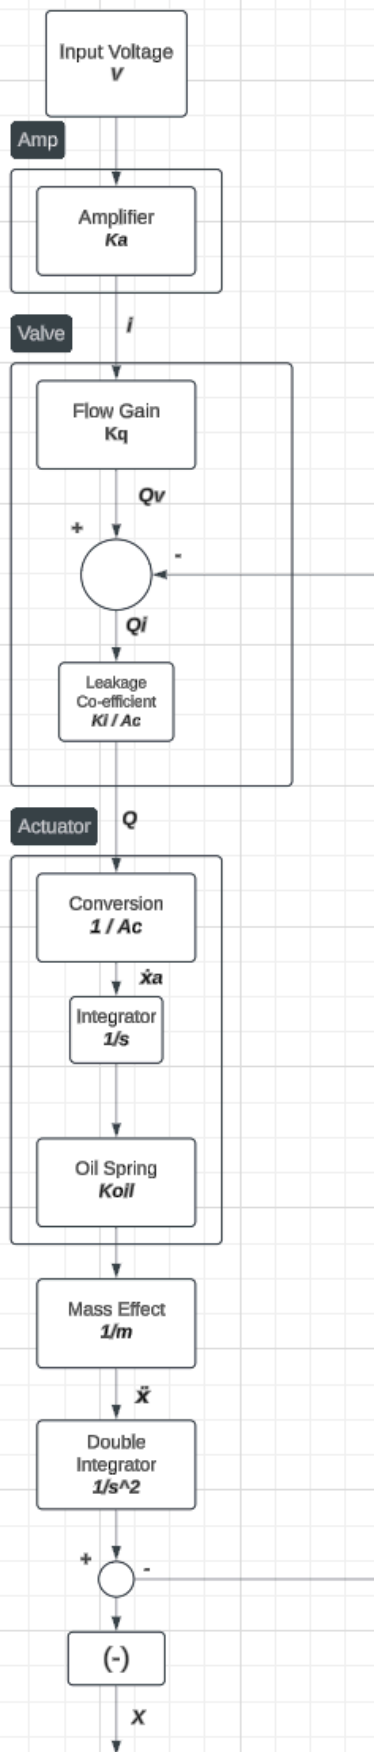 Input Voltage
V
Amp
Amplifier
Ka
i
Valve
Flow Gain
Kq
Qv
+
-
Qi
Leakage
Co-efficient
Ki / Ac
Q
Actuator
Conversion
1 / Ac
ẋa
Integrator
1/s
Oil Spring
Koil
Mass Effect
1/m
ẍ
Double
Integrator
1/s^2
+
-
(-)
X